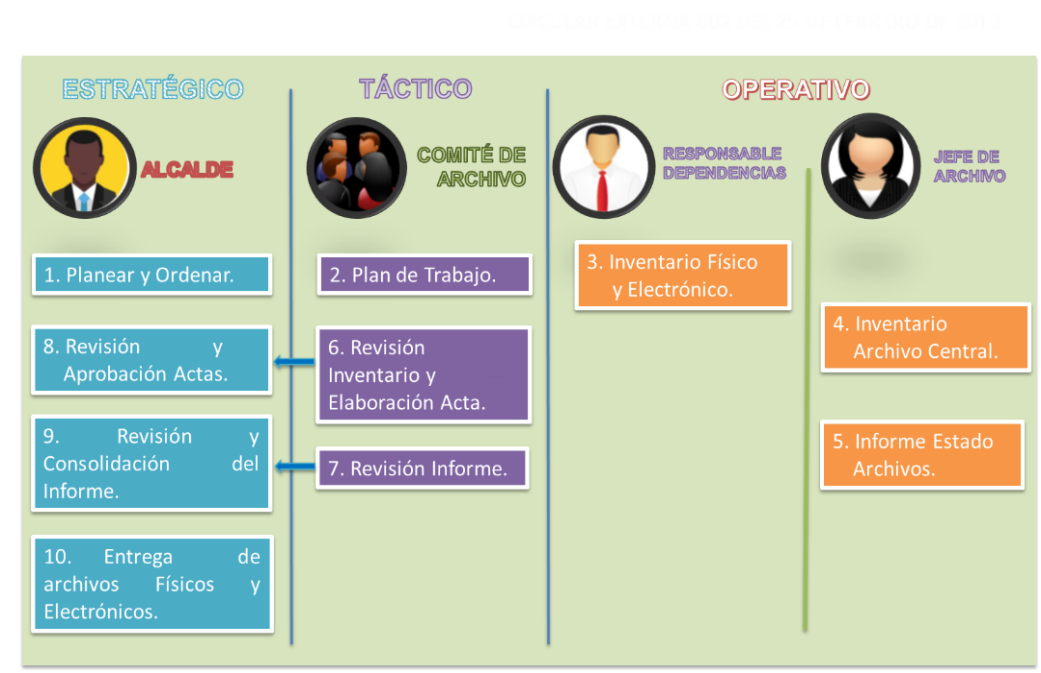 ESTRATÉGICO
ALCALDE
1. Planear y Ordenar.
8. Revisión y
Aprobación Actas.
9. Revisión y
Consolidación del
Informe.
10. Entrega de
archivos Físicos y
Electrónicos.
TÁCTICO
COMITÉ DE
ARCHIVO
2. Plan de Trabajo.
6. Revisión
Inventario y
Elaboración Acta.
7. Revisión Informe.
OPERATIVO
RESPONSABLE
DEPENDENCIAS
3. Inventario Físico
y Electrónico.
JEFE DE
ARCHIVO
4. Inventario
Archivo Central.
5. Informe Estado
Archivos.